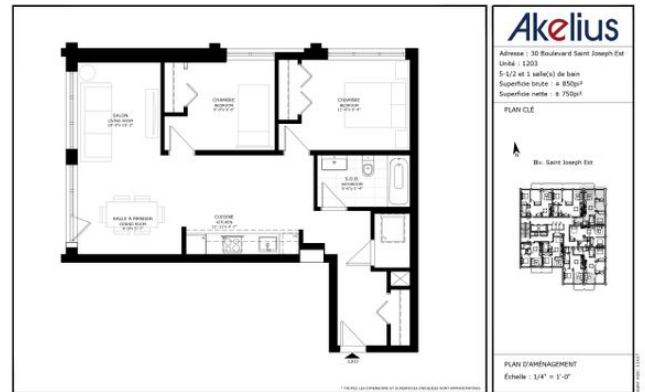 Akelius
Adresse : 30 Boulevard Saint Joseph Est
Unité : 1203
5-1/2 et 1 salle(s) de bain
Superficie brute : ± 850pi²
Superficie nette : ± 750pi²
PLAN CLÉ
Blv. Saint Joseph Est
PLAN D'AMÉNAGEMENT
Échelle : 1/4" = 1'-0"
SALON
LIVING ROOM
CHAMBRE
BEDROOM
CHAMBRE
BEDROOM
S.D.B.
BATHROOM
SALLE À MANGER
DINING ROOM
CUISINE
KITCHEN
1203